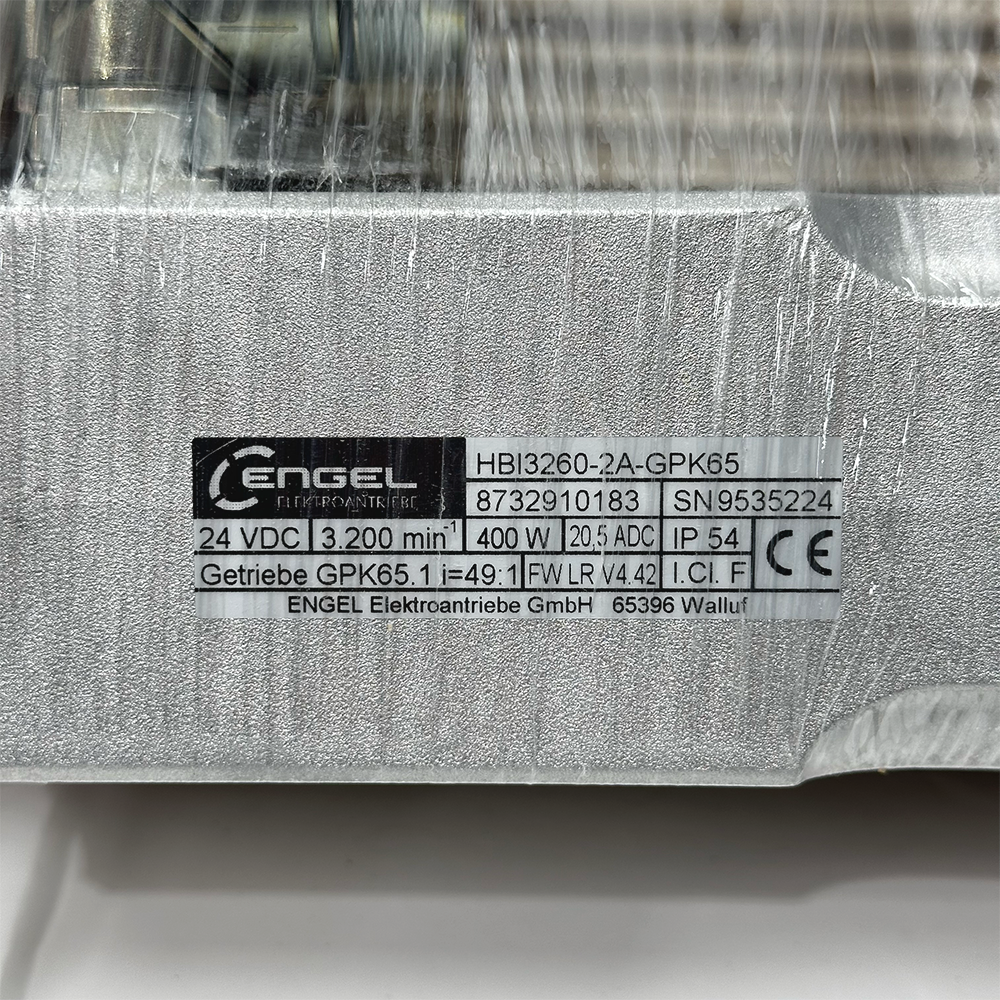 ENGEL
ELEKTROANTRIEBE
HBI3260-2A-GPK65
8732910183 SN9535224
24 VDC 3.200 min⁻¹ 400 W 20,5 ADC IP 54 CE
Getriebe GPK65.1 i=49:1 FW LR V4.42 I.Cl. F
ENGEL Elektroantriebe GmbH 65396 Walluf